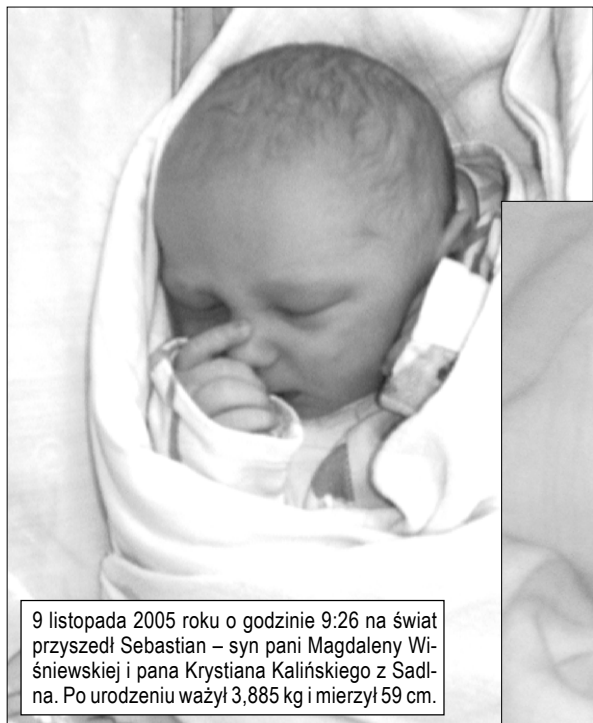 9 listopada 2005 roku o godzinie 9:26 na świat
przyszedł Sebastian – syn pani Magdaleny Wi-
śniewskiej i pana Krystiana Kalińskiego z Sadl-
na. Po urodzeniu ważył 3,885 kg i mierzył 59 cm.